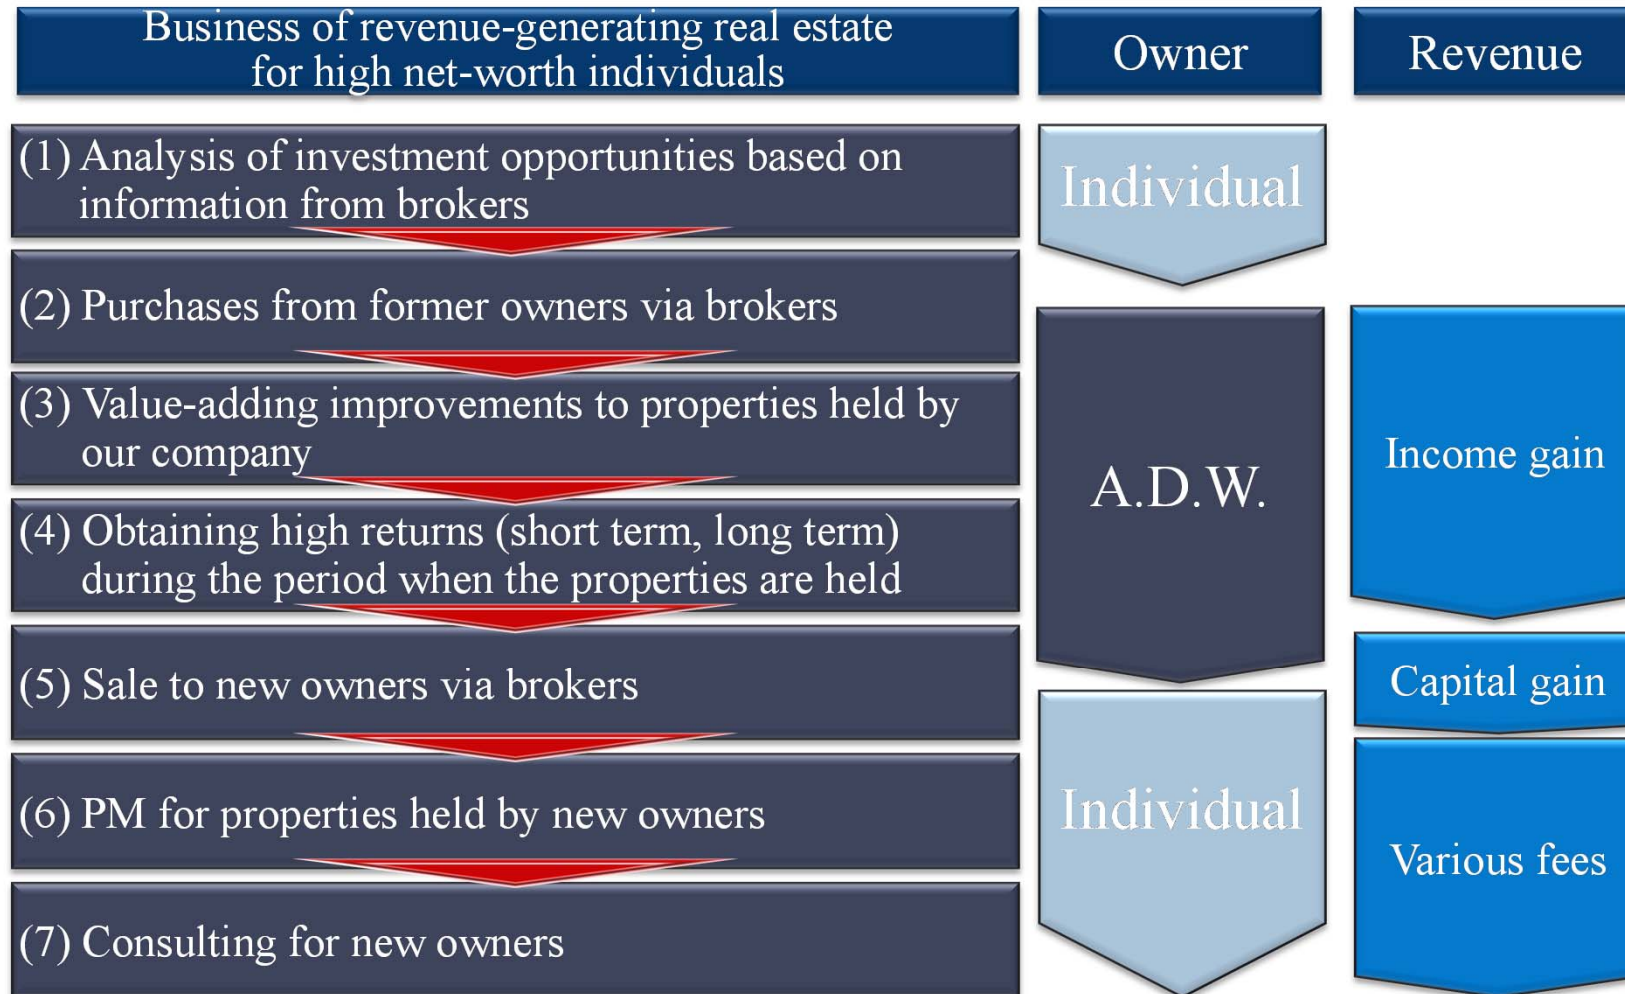 Business of revenue-generating real estate
for high net-worth individuals
Owner
Revenue
(1) Analysis of investment opportunities based on
information from brokers
(2) Purchases from former owners via brokers
(3) Value-adding improvements to properties held by
our company
(4) Obtaining high returns (short term, long term)
during the period when the properties are held
(5) Sale to new owners via brokers
(6) PM for properties held by new owners
(7) Consulting for new owners
Individual
A.D.W.
Individual
Income gain
Capital gain
Various fees